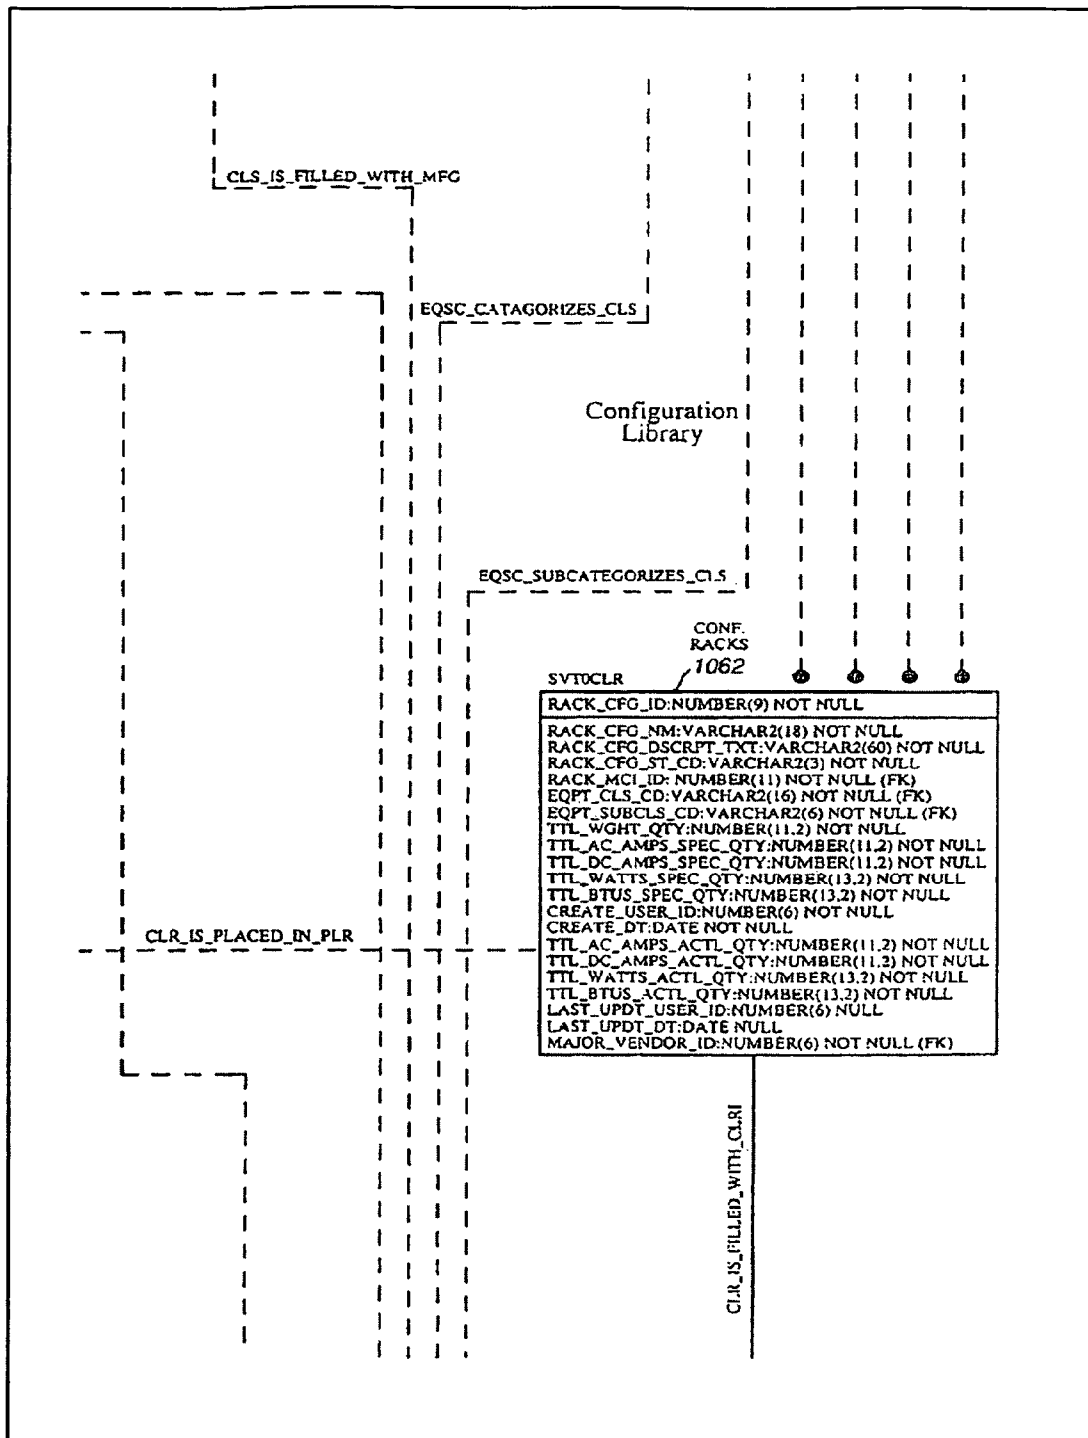 CLS_IS_FILLED_WITH_MFG
EQSC_CATAGORIZES_CLS
Configuration
Library
EQSC_SUBCATEGORIZES_CLS
CONF.
RACKS
1062
SVT0CLR
RACK_CFG_ID:NUMBER(9) NOT NULL
RACK_CFG_NM:VARCHAR2(18) NOT NULL
RACK_CFG_DSCRPT_TXT:VARCHAR2(60) NOT NULL
RACK_CFG_ST_CD:VARCHAR2(3) NOT NULL
RACK_MCI_ID: NUMBER(11) NOT NULL (FK)
EQPT_CLS_CD:VARCHAR2(16) NOT NULL (FK)
EQPT_SUBCLS_CD:VARCHAR2(6) NOT NULL (FK)
TTL_WGHT_QTY:NUMBER(11,2) NOT NULL
TTL_AC_AMPS_SPEC_QTY:NUMBER(11,2) NOT NULL
TTL_DC_AMPS_SPEC_QTY:NUMBER(11,2) NOT NULL
TTL_WATTS_SPEC_QTY:NUMBER(13,2) NOT NULL
TTL_BTUS_SPEC_QTY:NUMBER(13,2) NOT NULL
CREATE_USER_ID:NUMBER(6) NOT NULL
CREATE_DT:DATE NOT NULL
TTL_AC_AMPS_ACTL_QTY:NUMBER(11,2) NOT NULL
TTL_DC_AMPS_ACTL_QTY:NUMBER(11,2) NOT NULL
TTL_WATTS_ACTL_QTY:NUMBER(13,2) NOT NULL
TTL_BTUS_ACTL_QTY:NUMBER(13,2) NOT NULL
LAST_UPDT_USER_ID:NUMBER(6) NULL
LAST_UPDT_DT:DATE NULL
MAJOR_VENDOR_ID:NUMBER(6) NOT NULL (FK)
CLR_IS_PLACED_IN_PLR
CLR_IS_FILLED_WITH_CLRI